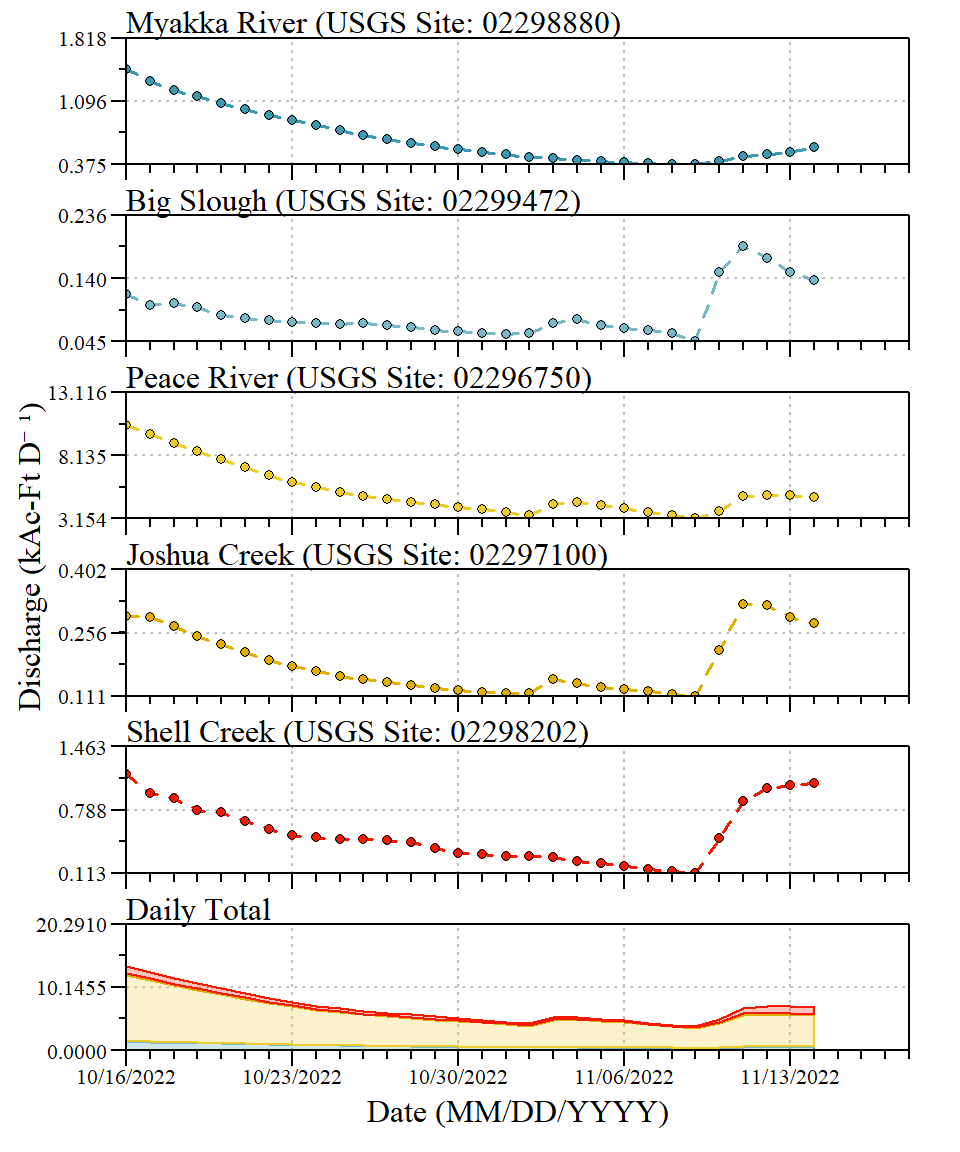 Myakka River (USGS Site: 02298880)
1.818
1.096
0.375
Big Slough (USGS Site: 02299472)
0.236
0.140
0.045
Peace River (USGS Site: 02296750)
13.116
8.135
3.154
Discharge (kAc-Ft D⁻¹)
Joshua Creek (USGS Site: 02297100)
0.402
0.256
0.111
Shell Creek (USGS Site: 02298202)
1.463
0.788
0.113
Daily Total
20.2910
10.1455
0.0000
10/16/2022 10/23/2022 10/30/2022 11/06/2022 11/13/2022
Date (MM/DD/YYYY)